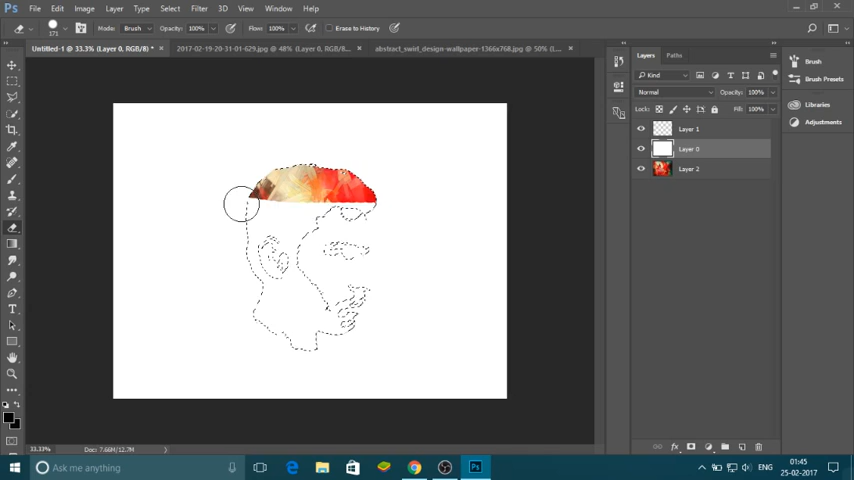 Ps File Edit Image Layer Type Select Filter 3D View Window Help
171 Mode: Brush Opacity: 100% Flow: 100% Erase to History
Untitled-1 @ 33.3% (Layer 0, RGB/8) * × 2017-02-19-20-31-01-629.jpg @ 48% (Layer 0, RGB/8) * × abstract_swirl_design-wallpaper-1366x768.jpg @ 50% (L... ×
Layers Paths
Kind
Normal Opacity: 100%
Lock: Fill: 100%
Layer 1
Layer 0
Layer 2
Brush
Brush Presets
Libraries
Adjustments
33.33% Doc: 7.66M/12.7M
Ask me anything
ENG
01:45
25-02-2017